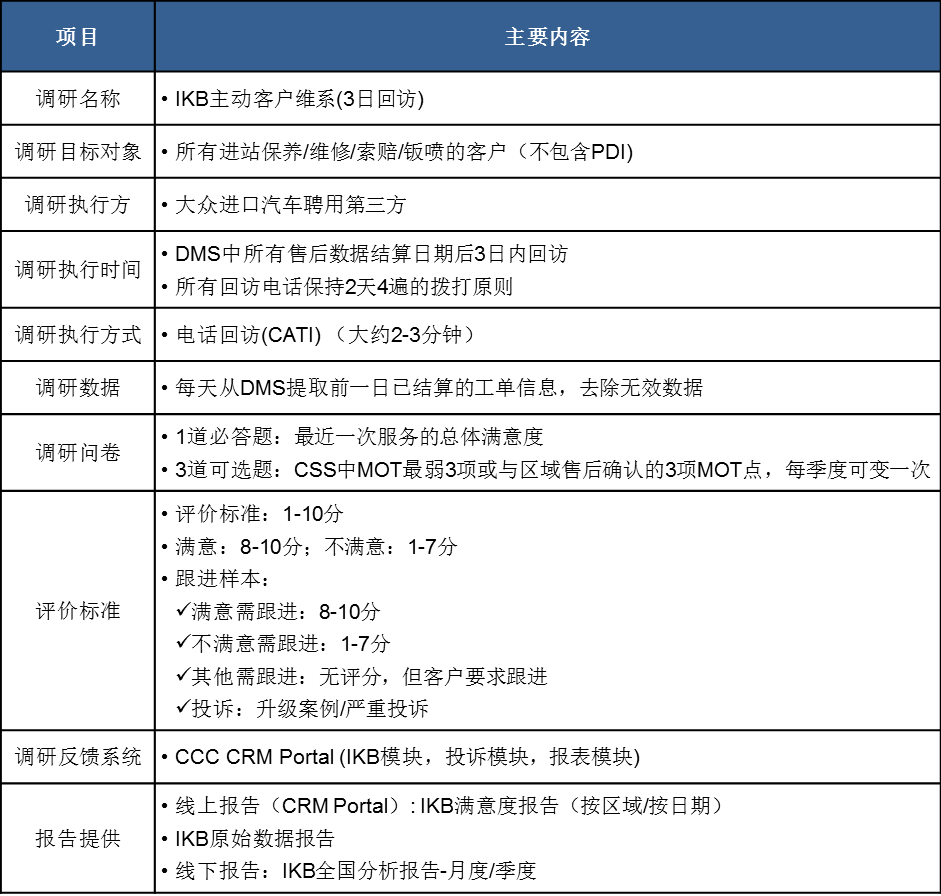 项目 主要内容
调研名称 • IKB主动客户维系(3日回访)
调研目标对象 • 所有进站保养/维修/索赔/钣喷的客户（不包含PDI)
调研执行方 • 大众进口汽车聘用第三方
调研执行时间 • DMS中所有售后数据结算日期后3日内回访
• 所有回访电话保持2天4遍的拨打原则
调研执行方式 • 电话回访(CATI) （大约2-3分钟）
调研数据 • 每天从DMS提取前一日已结算的工单信息，去除无效数据
调研问卷 • 1道必答题：最近一次服务的总体满意度
• 3道可选题：CSS中MOT最弱3项或与区域售后确认的3项MOT点，每季度可变一次
评价标准 • 评价标准：1-10分
• 满意：8-10分；不满意：1-7分
• 跟进样本：
✓满意需跟进：8-10分
✓不满意需跟进：1-7分
✓其他需跟进：无评分，但客户要求跟进
✓投诉：升级案例/严重投诉
调研反馈系统 • CCC CRM Portal (IKB模块，投诉模块，报表模块)
报告提供 • 线上报告（CRM Portal）: IKB满意度报告（按区域/按日期）
• IKB原始数据报告
• 线下报告：IKB全国分析报告-月度/季度